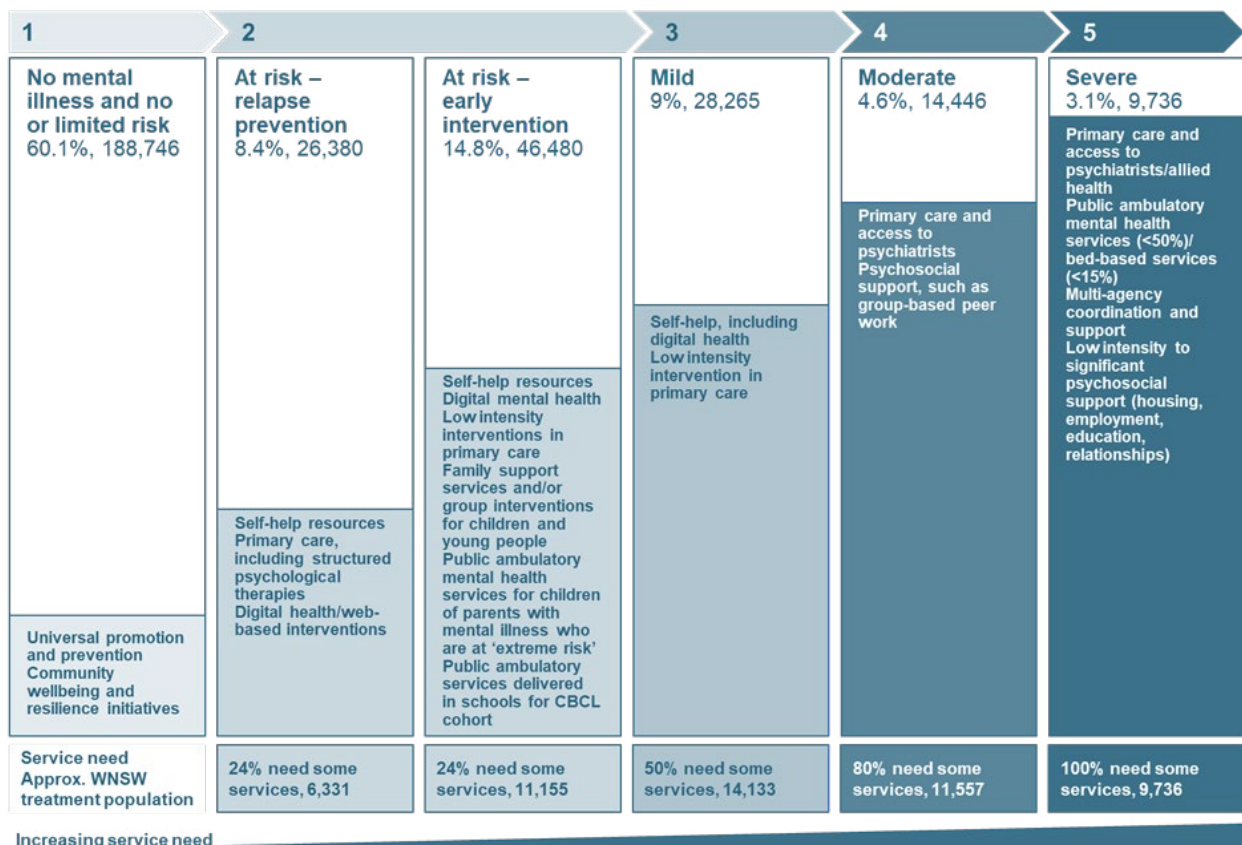 1
2
3
4
5
No mental
illness and no
or limited risk
60.1%, 188,746
Universal promotion
and prevention
Community
wellbeing and
resilience initiatives
At risk –
relapse
prevention
8.4%, 26,380
Self-help resources
Primary care,
including structured
psychological
therapies
Digital health/web-
based interventions
At risk –
early
intervention
14.8%, 46,480
Self-help resources
Digital mental health
Low intensity
interventions in
primary care
Family support
services and/or
group interventions
for children and
young people
Public ambulatory
mental health
services for children
of parents with
mental illness who
are at ‘extreme risk’
Public ambulatory
services delivered
in schools for CBCL
cohort
Mild
9%, 28,265
Self-help, including
digital health
Low intensity
intervention in
primary care
Moderate
4.6%, 14,446
Primary care and
access to
psychiatrists
Psychosocial
support, such as
group-based peer
work
Severe
3.1%, 9,736
Primary care and
access to
psychiatrists/allied
health
Public ambulatory
mental health
services (<50%)/
bed-based services
(<15%)
Multi-agency
coordination and
support
Low intensity to
significant
psychosocial
support (housing,
employment,
education,
relationships)
Service need
Approx. WNSW
treatment population
24% need some
services, 6,331
24% need some
services, 11,155
50% need some
services, 14,133
80% need some
services, 11,557
100% need some
services, 9,736
Increasing service need